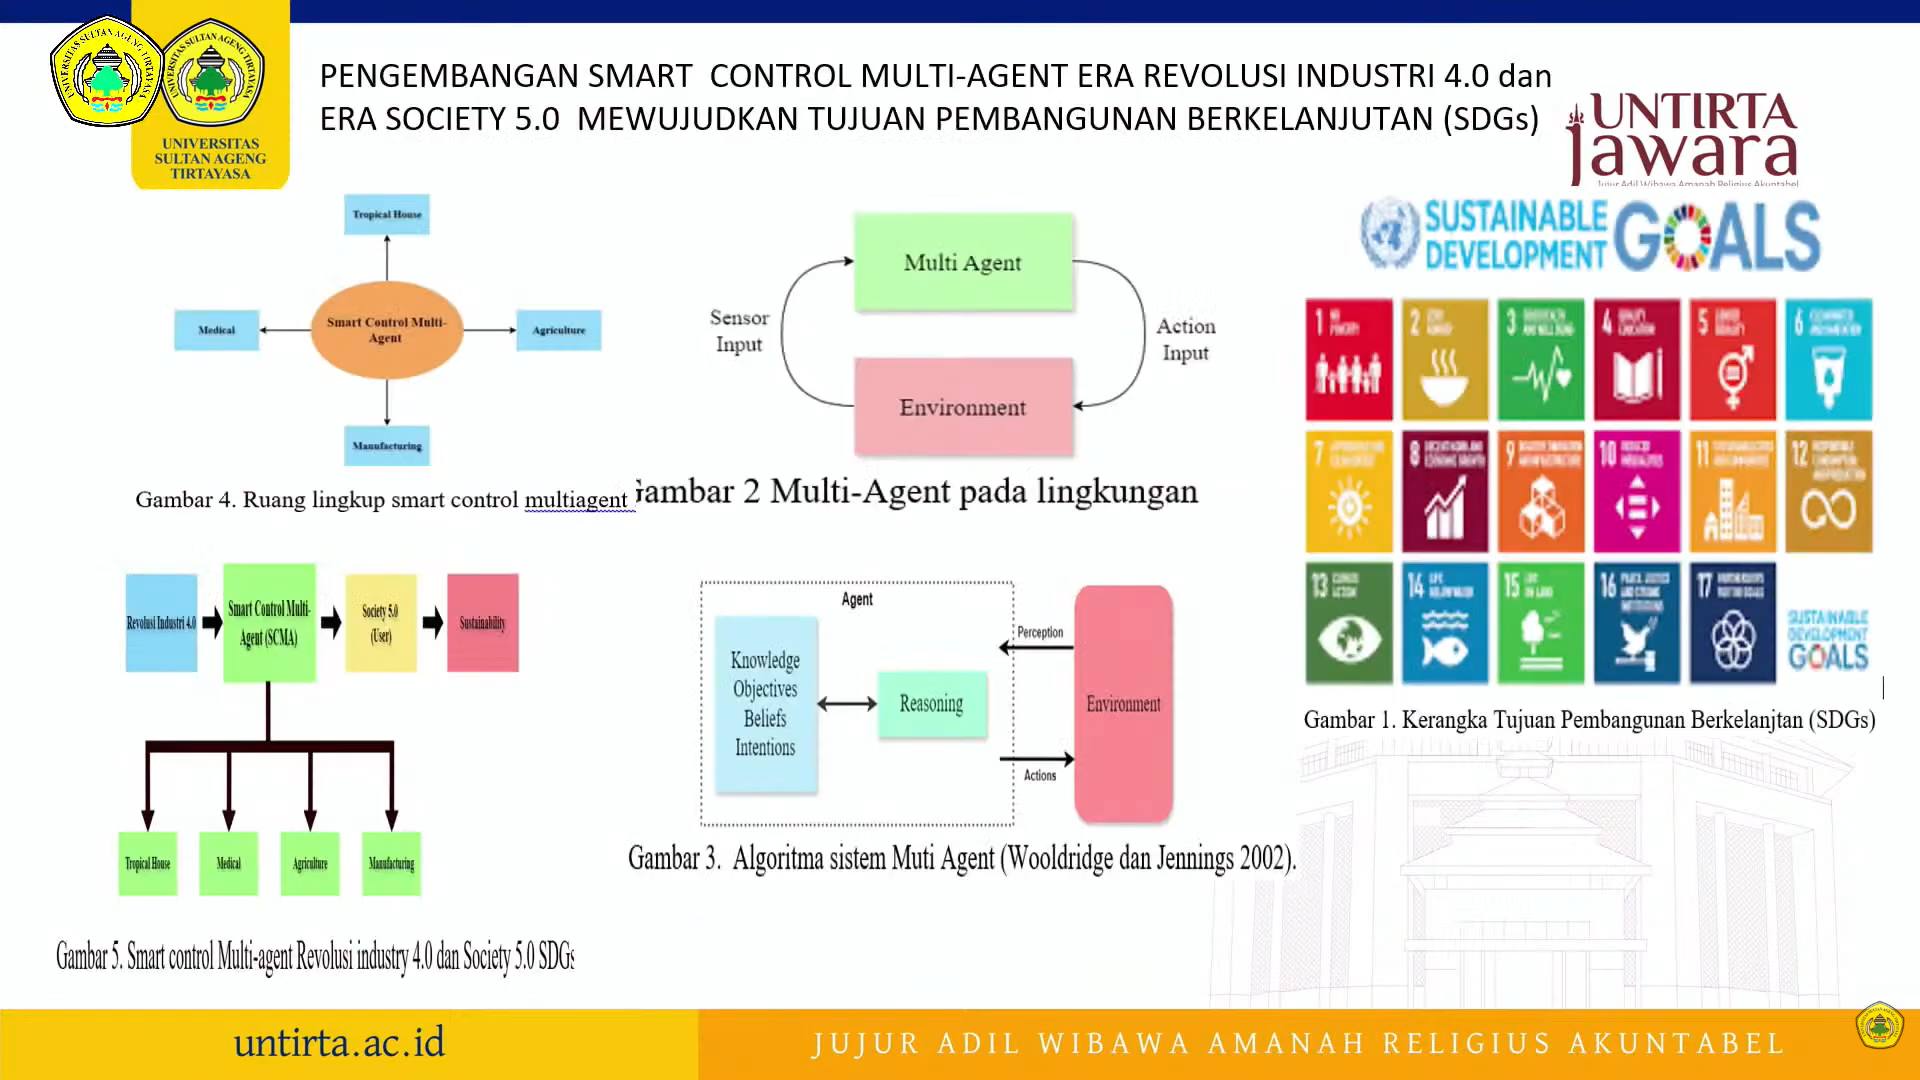 UNIVERSITAS
SULTAN AGENG
TIRTAYASA
PENGEMBANGAN SMART CONTROL MULTI-AGENT ERA REVOLUSI INDUSTRI 4.0 dan
ERA SOCIETY 5.0 MEWUJUDKAN TUJUAN PEMBANGUNAN BERKELANJUTAN (SDGs)
UNTIRTA
Jawara
Jujur Adil Wibawa Amanah Religius Akuntabel
Tropical House
Medical
Smart Control Multi-
Agent
Agriculture
Manufacturing
Gambar 4. Ruang lingkup smart control multiagent
Multi Agent
Sensor
Input
Action
Input
Environment
Gambar 2 Multi-Agent pada lingkungan
SUSTAINABLE
DEVELOPMENT
GOALS
1
2
3
4
5
6
7
8
9
10
11
12
13
14
15
16
17
SUSTAINABLE
DEVELOPMENT
GOALS
Gambar 1. Kerangka Tujuan Pembangunan Berkelanjtan (SDGs)
Revolusi Industri 4.0
Smart Control Multi-
Agent (SCMA)
Society 5.0
(User)
Sustainability
Tropical House
Medical
Agriculture
Manufacturing
Gambar 5. Smart control Multi-agent Revolusi industry 4.0 dan Society 5.0 SDGs
Agent
Knowledge
Objectives
Beliefs
Intentions
Reasoning
Perception
Actions
Environment
Gambar 3. Algoritma sistem Muti Agent (Wooldridge dan Jennings 2002).
untirta.ac.id
JUJUR ADIL WIBAWA AMANAH RELIGIUS AKUNTABEL